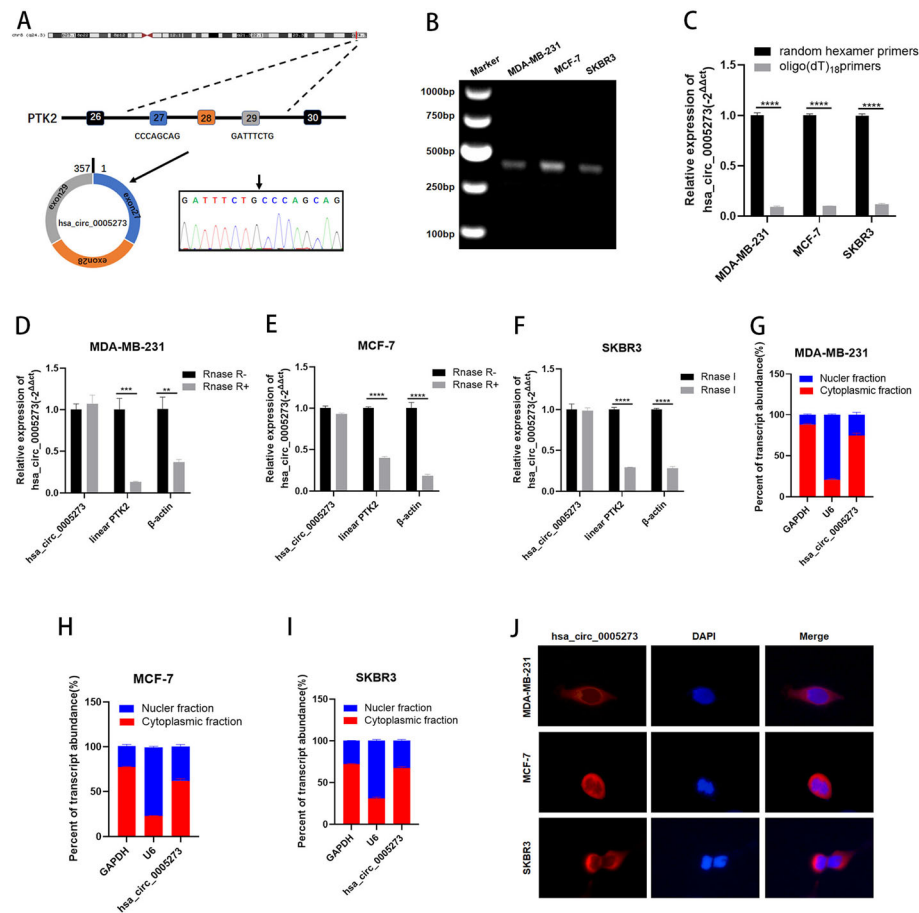 A
chr8 (q24.3)
PTK2
26
27
28
29
30
CCCAGCAG
GATTTCTG
357
1
exon29
exon27
hsa_circ_0005273
exon28
GATTTCTGCCCAGCAG
B
Marker
MDA-MB-231
MCF-7
SKBR3
1000bp
750bp
500bp
250bp
100bp
C
random hexamer primers
oligo(dT)18primers
Relative expression of
hsa_circ_0005273(-2ΔΔct)
1.5
1.0
0.5
0.0
****
****
****
MDA-MB-231
MCF-7
SKBR3
D
MDA-MB-231
Relative expression of
hsa_circ_0005273(-2ΔΔct)
1.5
1.0
0.5
0.0
Rnase R-
Rnase R+
***
**
hsa_circ_0005273
linear PTK2
β-actin
E
MCF-7
Relative expression of
hsa_circ_0005273(-2ΔΔct)
1.5
1.0
0.5
0.0
Rnase R-
Rnase R+
****
****
hsa_circ_0005273
linear PTK2
β-actin
F
SKBR3
Relative expression of
hsa_circ_0005273(-2ΔΔct)
1.5
1.0
0.5
0.0
Rnase I
Rnase I
****
****
hsa_circ_0005273
linear PTK2
β-actin
G
MDA-MB-231
Percent of transcript abundance(%)
150
100
50
0
Nucler fraction
Cytoplasmic fraction
GAPDH
U6
hsa_circ_0005273
H
MCF-7
Percent of transcript abundance(%)
150
100
50
0
Nucler fraction
Cytoplasmic fraction
GAPDH
U6
hsa_circ_0005273
I
SKBR3
Percent of transcript abundance(%)
150
100
50
0
Nucler fraction
Cytoplasmic fraction
GAPDH
U6
hsa_circ_0005273
J
hsa_circ_0005273
DAPI
Merge
MDA-MB-231
MCF-7
SKBR3